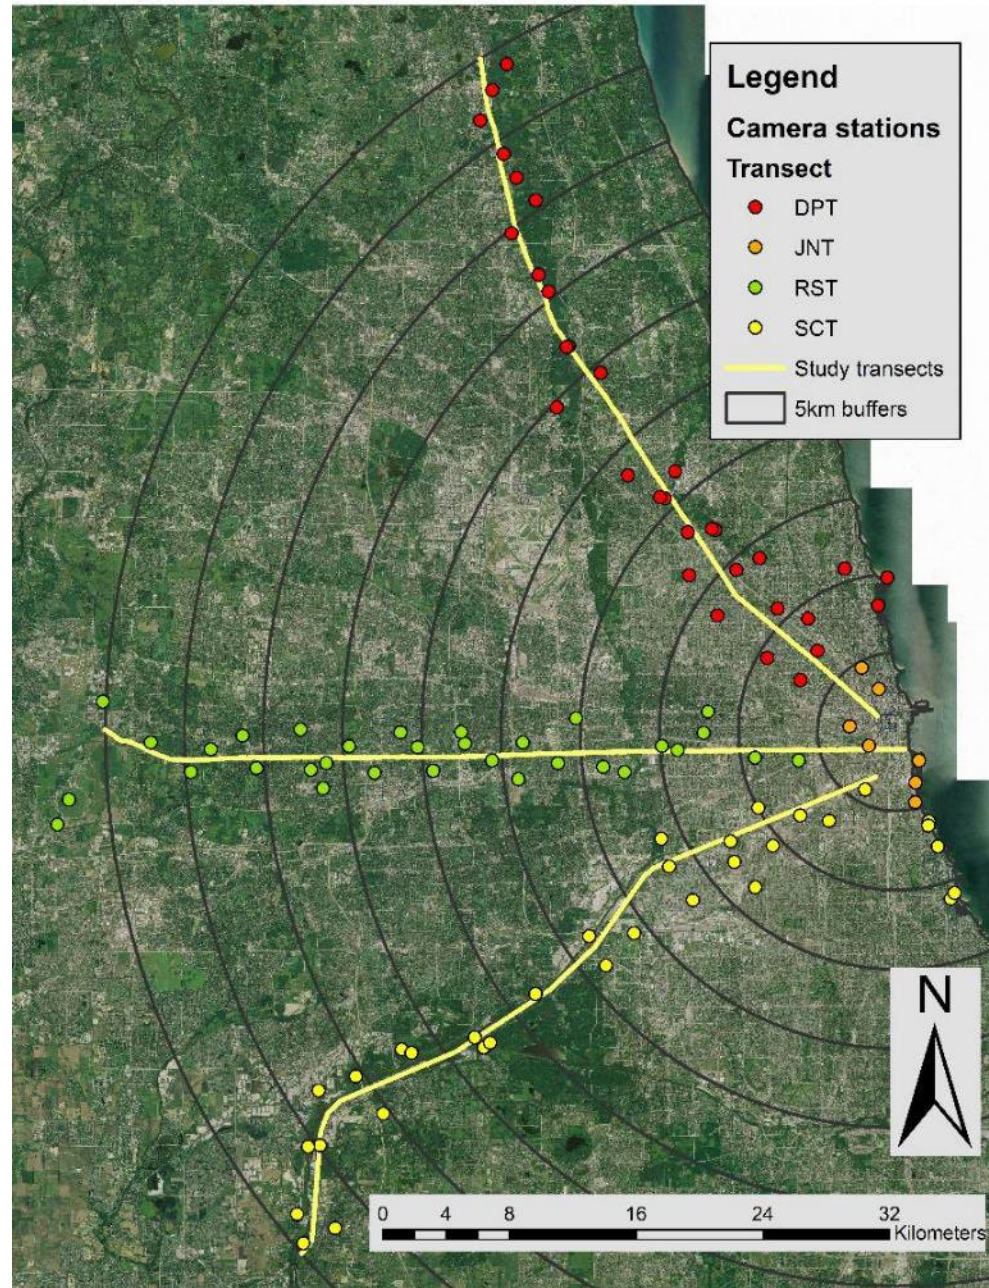 Legend
Camera stations
Transect
DPT
JNT
RST
SCT
Study transects
5km buffers
N
0 4 8 16 24 32
Kilometers